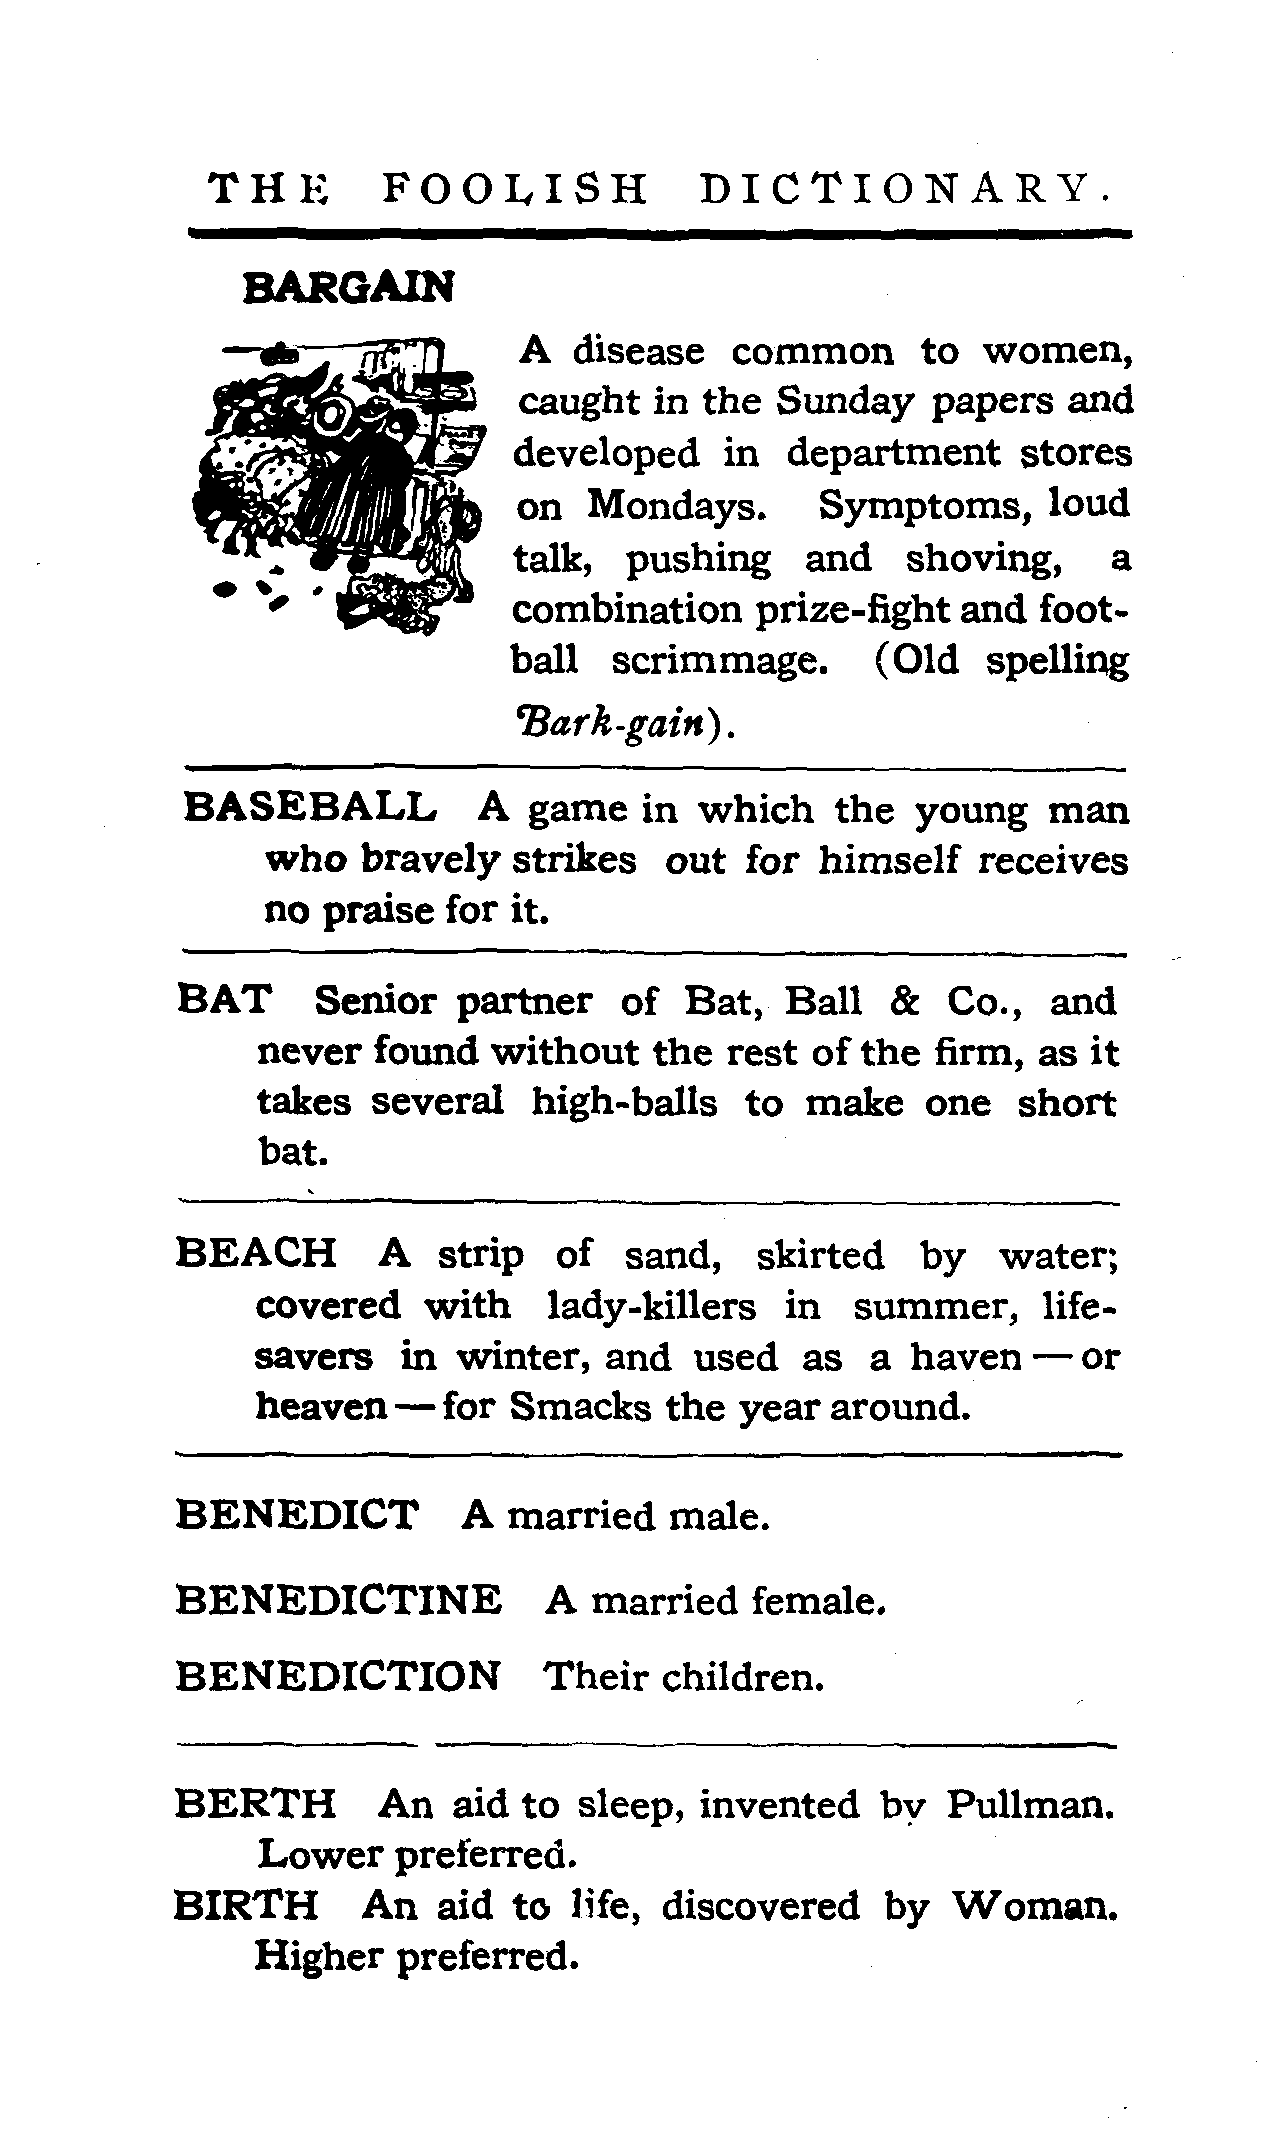 THE FOOLISH DICTIONARY.
BARGAIN
A disease common to women,
caught in the Sunday papers and
developed in department stores
on Mondays. Symptoms, loud
talk, pushing and shoving, a
combination prize-fight and foot-
ball scrimmage. (Old spelling
Bark-gain).
BASEBALL A game in which the young man
who bravely strikes out for himself receives
no praise for it.
BAT Senior partner of Bat, Ball & Co., and
never found without the rest of the firm, as it
takes several high-balls to make one short
bat.
BEACH A strip of sand, skirted by water;
covered with lady-killers in summer, life-
savers in winter, and used as a haven — or
heaven — for Smacks the year around.
BENEDICT A married male.
BENEDICTINE A married female.
BENEDICTION Their children.
BERTH An aid to sleep, invented by Pullman.
Lower preferred.
BIRTH An aid to life, discovered by Woman.
Higher preferred.